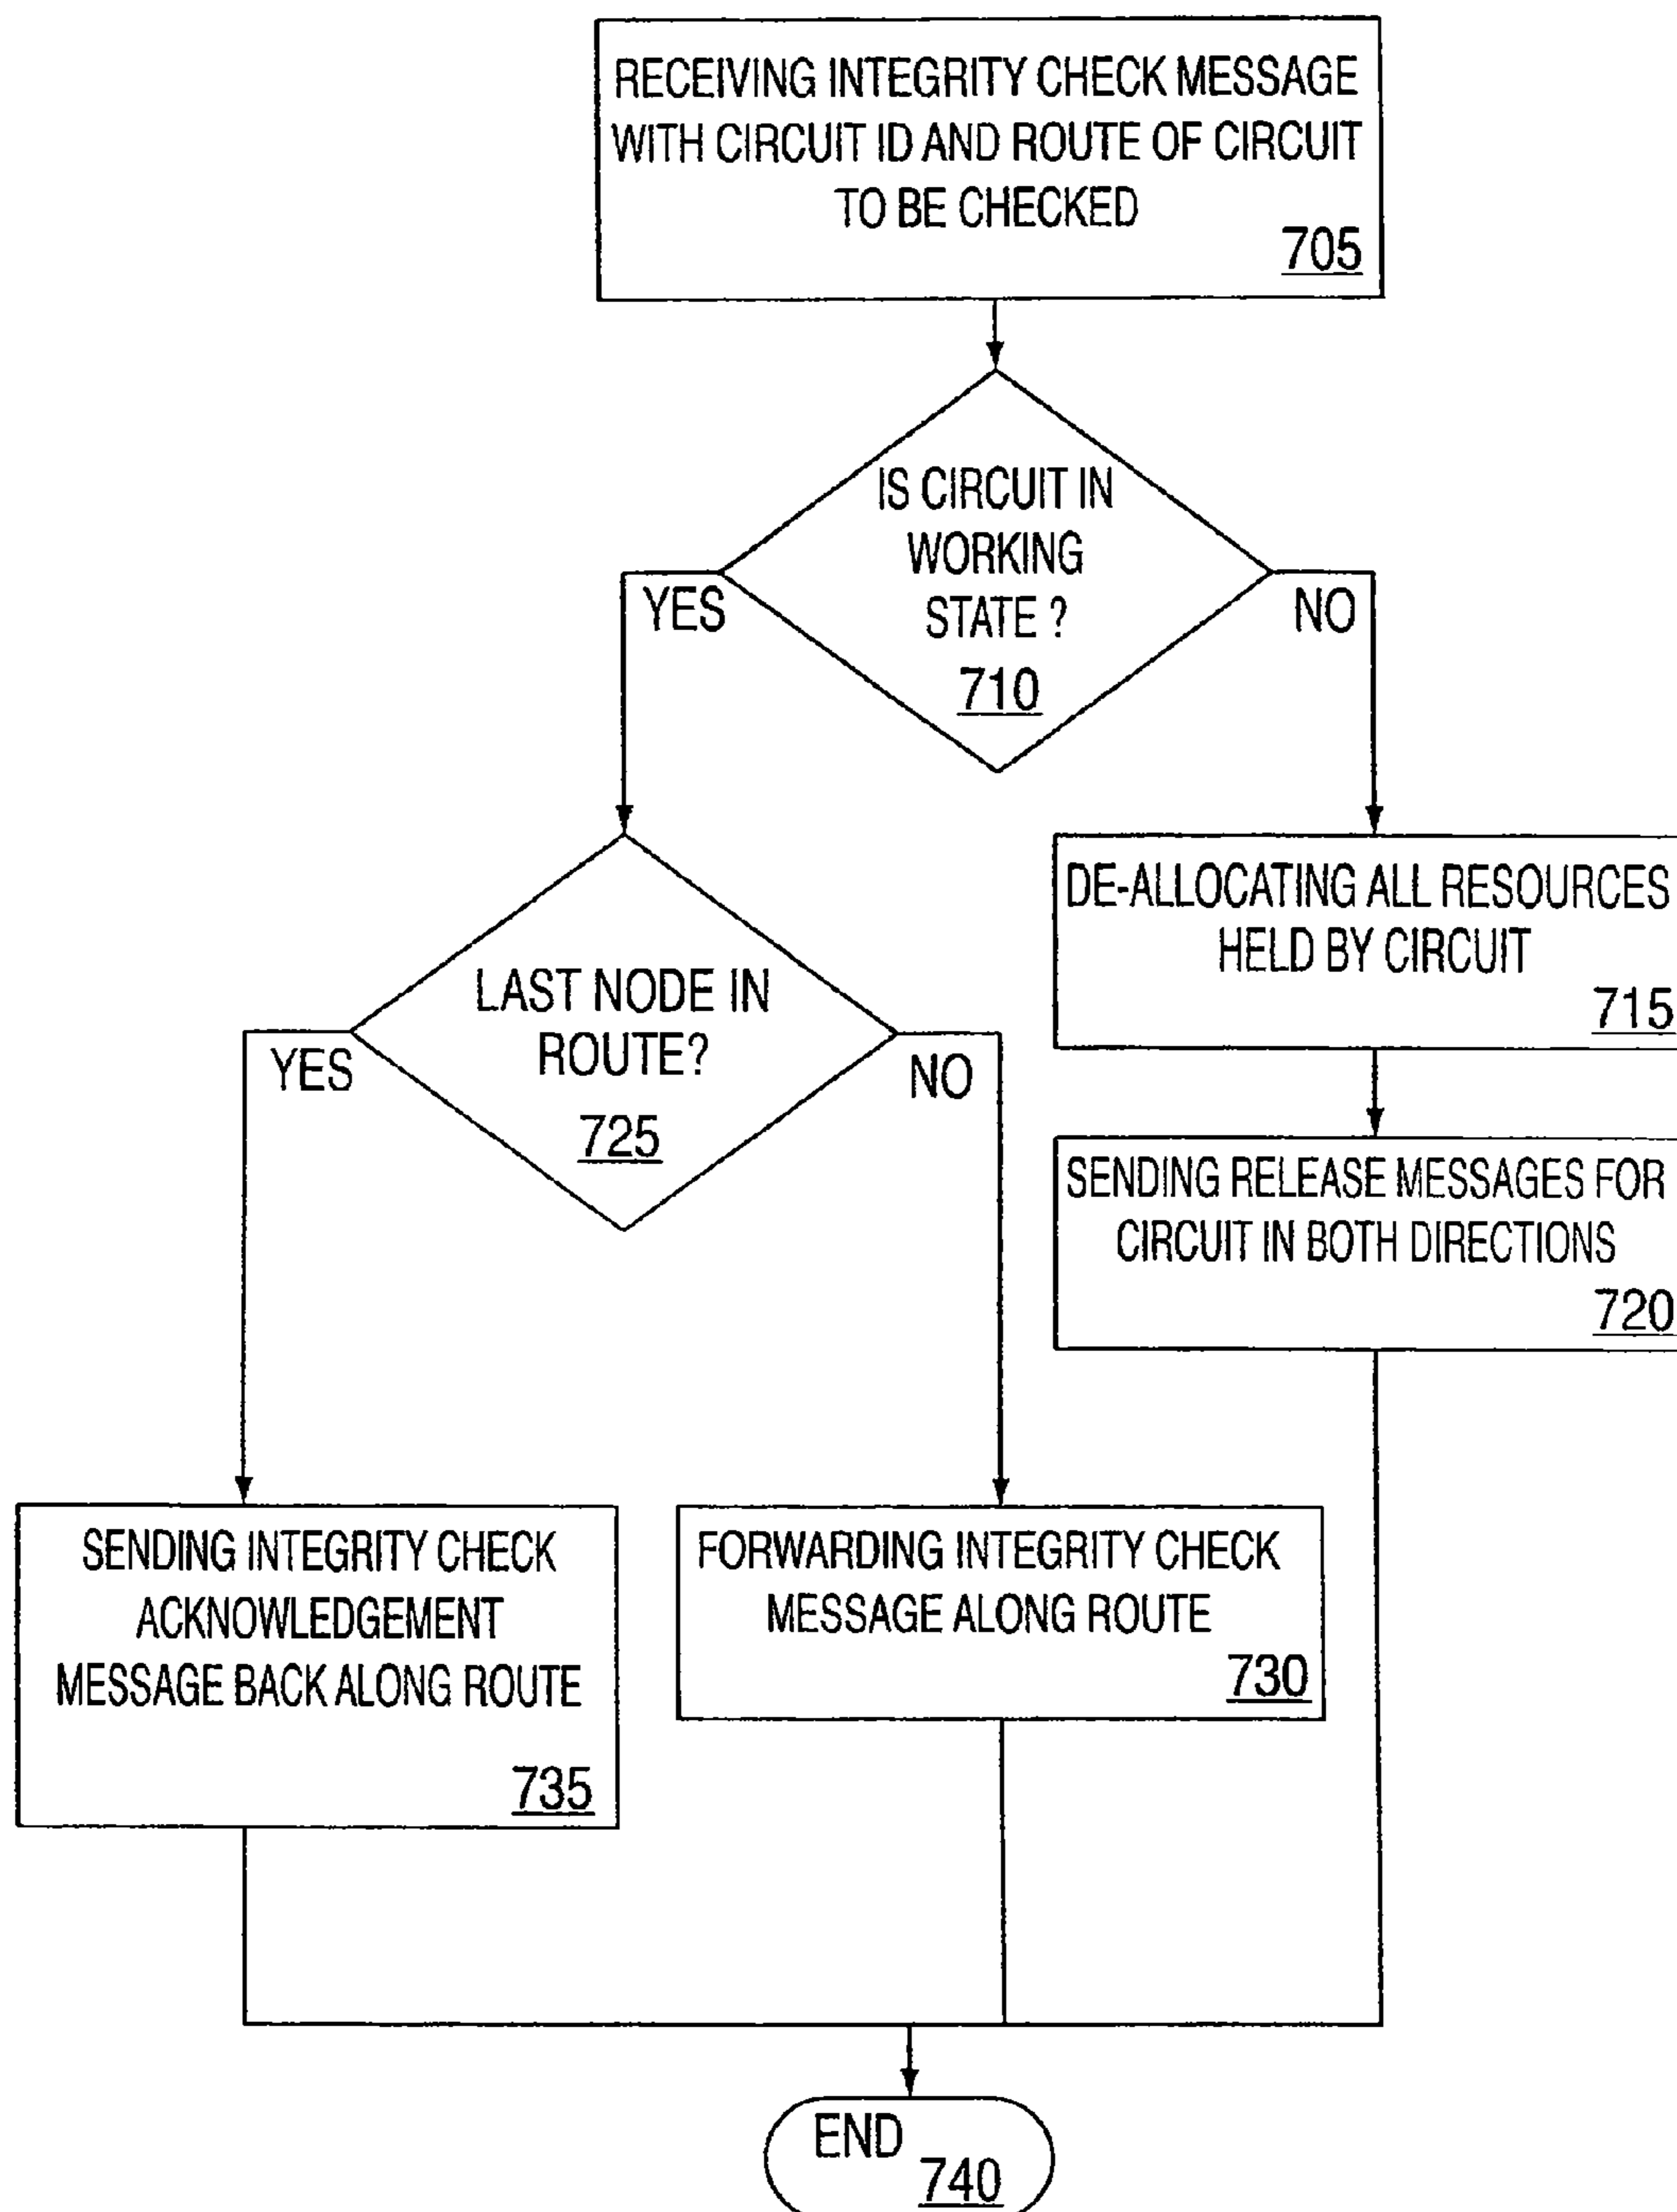 RECEIVING INTEGRITY CHECK MESSAGE
WITH CIRCUIT ID AND ROUTE OF CIRCUIT
TO BE CHECKED
705
IS CIRCUIT IN
WORKING
STATE ?
710
YES
NO
DE-ALLOCATING ALL RESOURCES
HELD BY CIRCUIT
715
LAST NODE IN
ROUTE?
725
YES
NO
SENDING RELEASE MESSAGES FOR
CIRCUIT IN BOTH DIRECTIONS
720
SENDING INTEGRITY CHECK
ACKNOWLEDGEMENT
MESSAGE BACK ALONG ROUTE
735
FORWARDING INTEGRITY CHECK
MESSAGE ALONG ROUTE
730
END
740